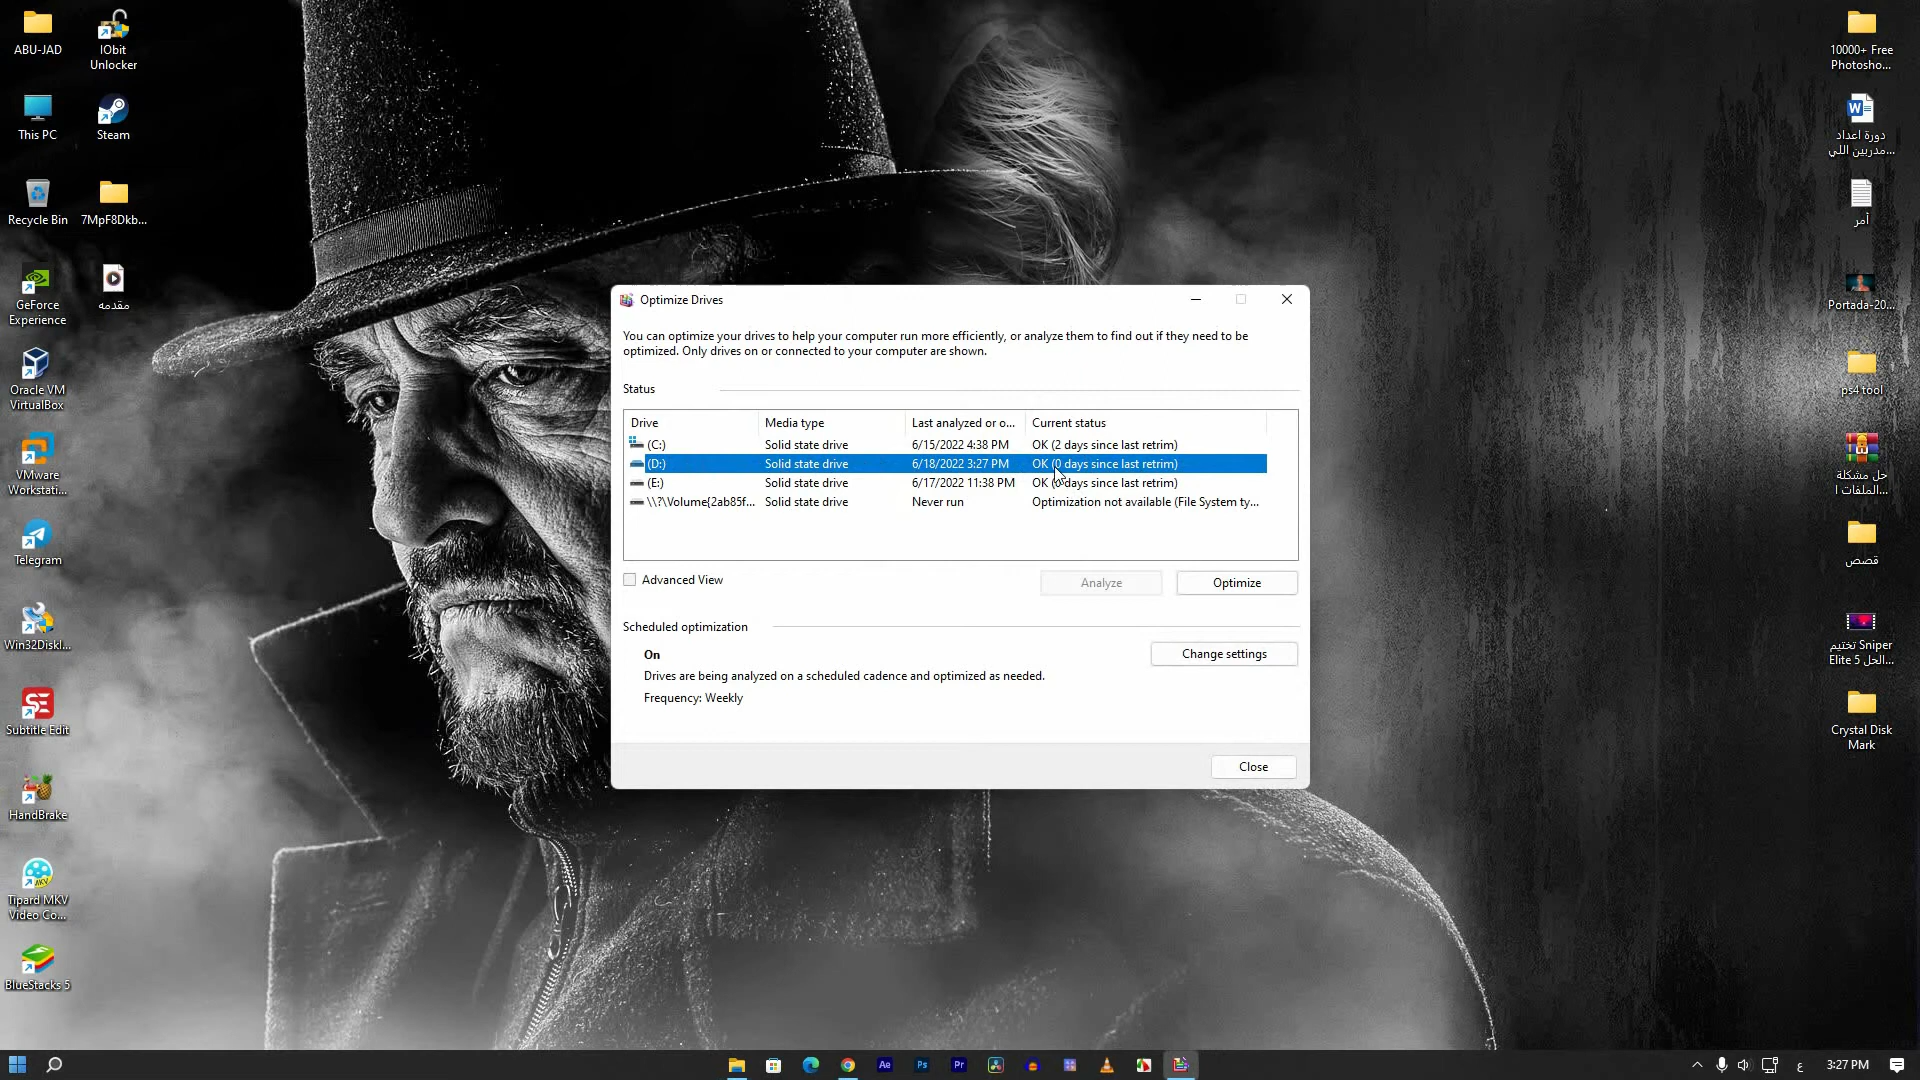 ABU-JAD
IObit
Unlocker
This PC
Steam
Recycle Bin
7MpF8Dkb...
GeForce
Experience
مقدمه
Oracle VM
VirtualBox
VMware
Workstati...
Telegram
Win32DiskI...
Subtitle Edit
HandBrake
Tipard MKV
Video Co...
BlueStacks 5
Optimize Drives
You can optimize your drives to help your computer run more efficiently, or analyze them to find out if they need to be
optimized. Only drives on or connected to your computer are shown.
Status
Drive Media type Last analyzed or o... Current status
(C:) Solid state drive 6/15/2022 4:38 PM OK (2 days since last retrim)
(D:) Solid state drive 6/18/2022 3:27 PM OK (0 days since last retrim)
(E:) Solid state drive 6/17/2022 11:38 PM OK (0 days since last retrim)
\\?\Volume{2ab85f... Solid state drive Never run Optimization not available (File System ty...
Advanced View
Analyze
Optimize
Scheduled optimization
On
Change settings
Drives are being analyzed on a scheduled cadence and optimized as needed.
Frequency: Weekly
Close
10000+ Free
Photosho...
دورة اعداد
مدربين اللي...
أمر
Portada-20...
ps4 tool
حل مشكلة
الملفات ا...
قصص
تختيم Sniper
Elite 5 الحل...
Crystal Disk
Mark
Ae
Ps
Pr
ع
3:27 PM